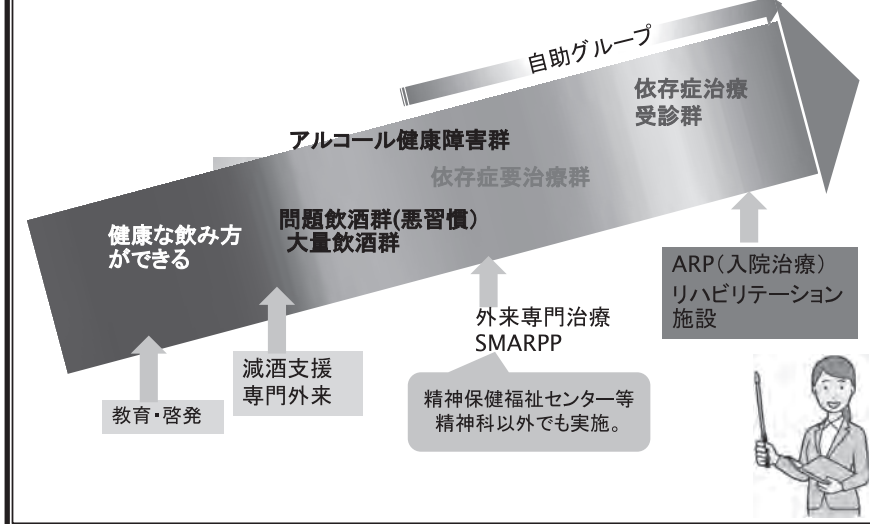 自助グループ
依存症治療
受診群
アルコール健康障害群
依存症要治療群
健康な飲み方
ができる
問題飲酒群(悪習慣)
大量飲酒群
ARP(入院治療)
リハビリテーション
施設
外来専門治療
SMARPP
減酒支援
専門外来
教育・啓発
精神保健福祉センター等
精神科以外でも実施。